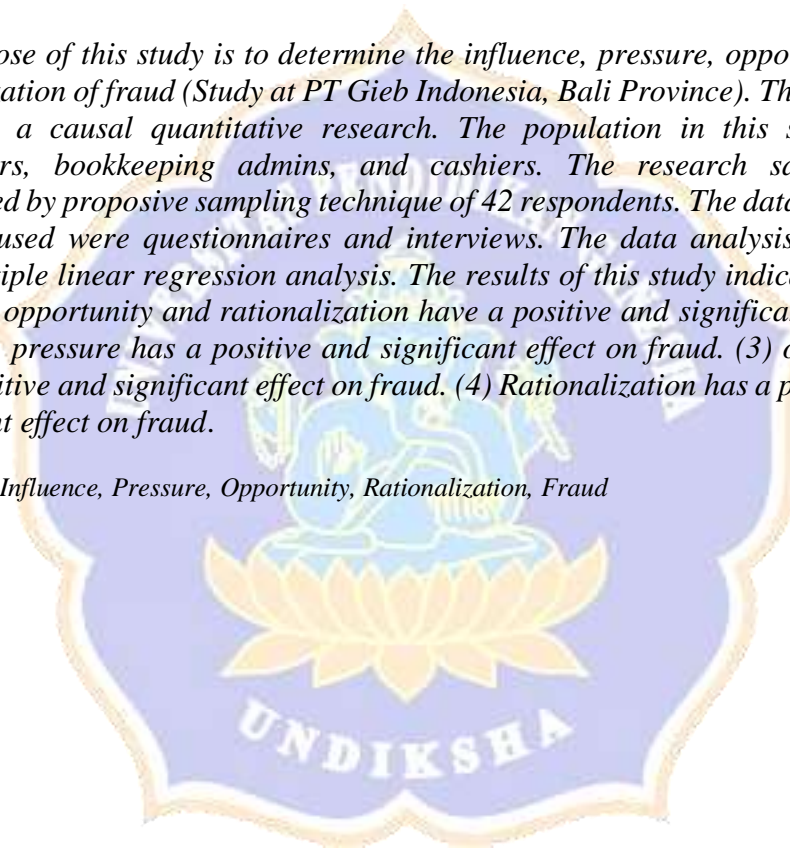 ose of this study is to determine the influence, pressure, oppo
ation of fraud (Study at PT Gieb Indonesia, Bali Province). Th
a causal quantitative research. The population in this s
rs, bookkeeping admins, and cashiers. The research sa
ed by proposive sampling technique of 42 respondents. The data
used were questionnaires and interviews. The data analysis
iple linear regression analysis. The results of this study indic
opportunity and rationalization have a positive and significa
pressure has a positive and significant effect on fraud. (3) o
itive and significant effect on fraud. (4) Rationalization has a p
nt effect on fraud.
Influence, Pressure, Opportunity, Rationalization, Fraud
UNDIKSHA